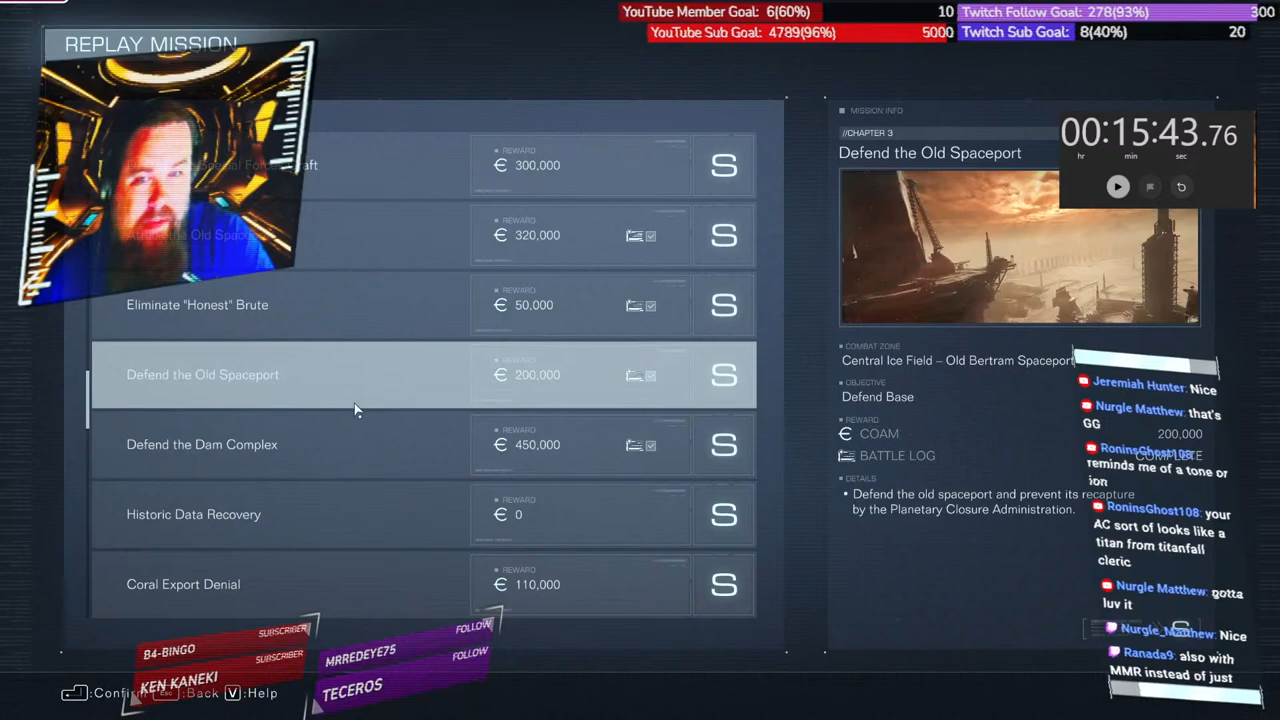 YouTube Member Goal: 6(60%) 10
Twitch Follow Goal: 278(93%) 300
YouTube Sub Goal: 4789(96%) 5000
Twitch Sub Goal: 8(40%) 20
REPLAY MISSION
REWARD
300,000
S
REWARD
320,000
S
Eliminate "Honest" Brute
REWARD
50,000
S
Defend the Old Spaceport
REWARD
200,000
S
Defend the Dam Complex
REWARD
450,000
S
Historic Data Recovery
REWARD
0
S
Coral Export Denial
REWARD
110,000
S
MISSION INFO
//CHAPTER 3
Defend the Old Spaceport
00:15:43.76
hr min sec
COMBAT ZONE
Central Ice Field – Old Bertram Spaceport
OBJECTIVE
Defend Base
REWARD
COAM 200,000
BATTLE LOG COMPLETE
DETAILS
• Defend the old spaceport and prevent its recapture
by the Planetary Closure Administration.
Jeremiah Hunter: Nice
Nurgle Matthew: that's
GG
RoninsGhost108:
reminds me of a tone or
ion
RoninsGhost108: your
AC sort of looks like a
titan from titanfall
cleric
Nurgle Matthew: gotta
luv it
Nurgle_Matthew: Nice
Ranada9: also with
MMR instead of just
B4-BINGO SUBSCRIBER
KEN KANEKI SUBSCRIBER
MRREDEYE75 FOLLOW
TECEROS FOLLOW
:Confirm Esc :Back V :Help